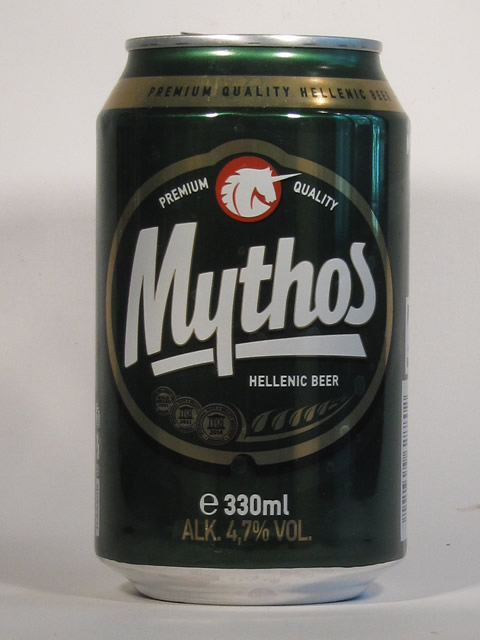 PREMIUM QUALITY HELLENIC BEER
PREMIUM QUALITY
Mythos
HELLENIC BEER
e 330ml
ALK. 4,7% VOL.